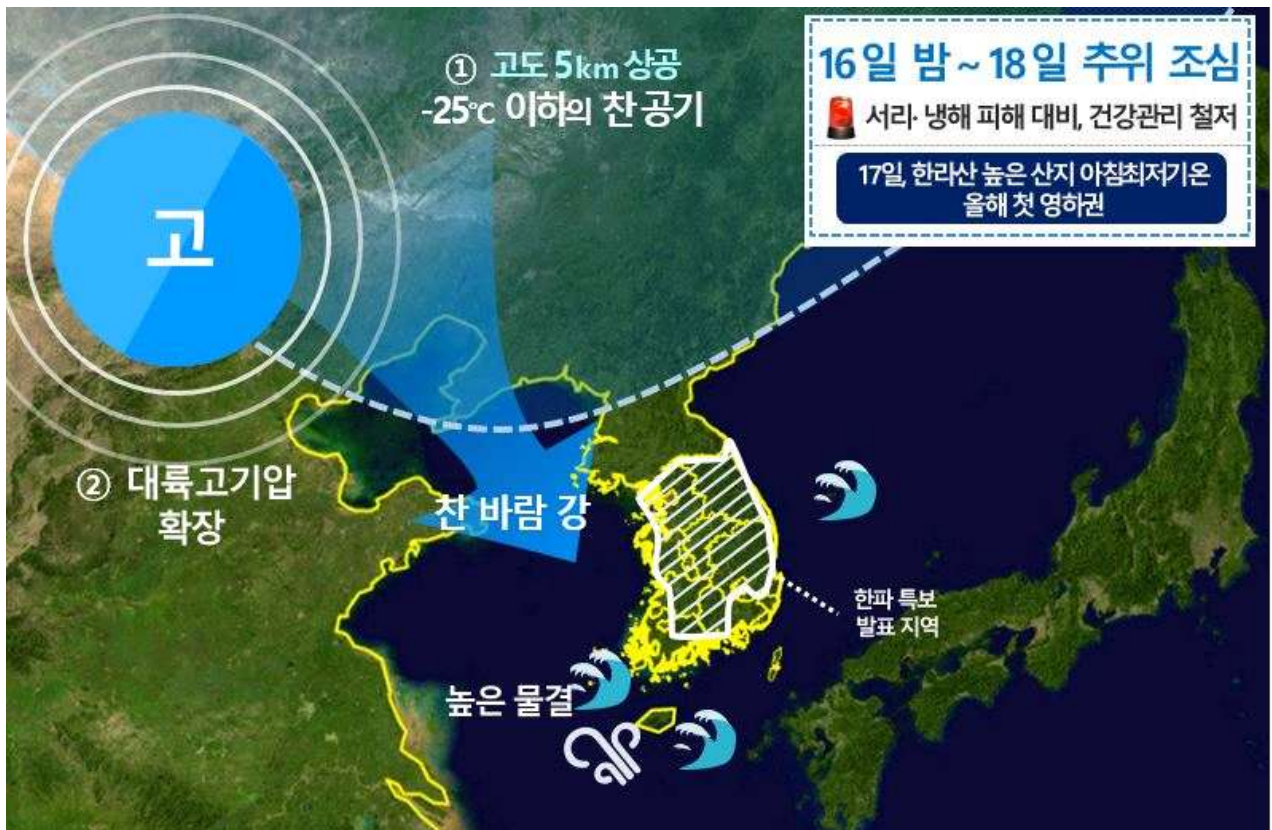 ① 고도 5km 상공
-25℃ 이하의 찬 공기
16일 밤 ~ 18일 추위 조심
서리· 냉해 피해 대비, 건강관리 철저
17일, 한라산 높은 산지 아침최저기온
올해 첫 영하권
고
② 대륙고기압
확장
찬 바람 강
한파 특보
발표 지역
높은 물결